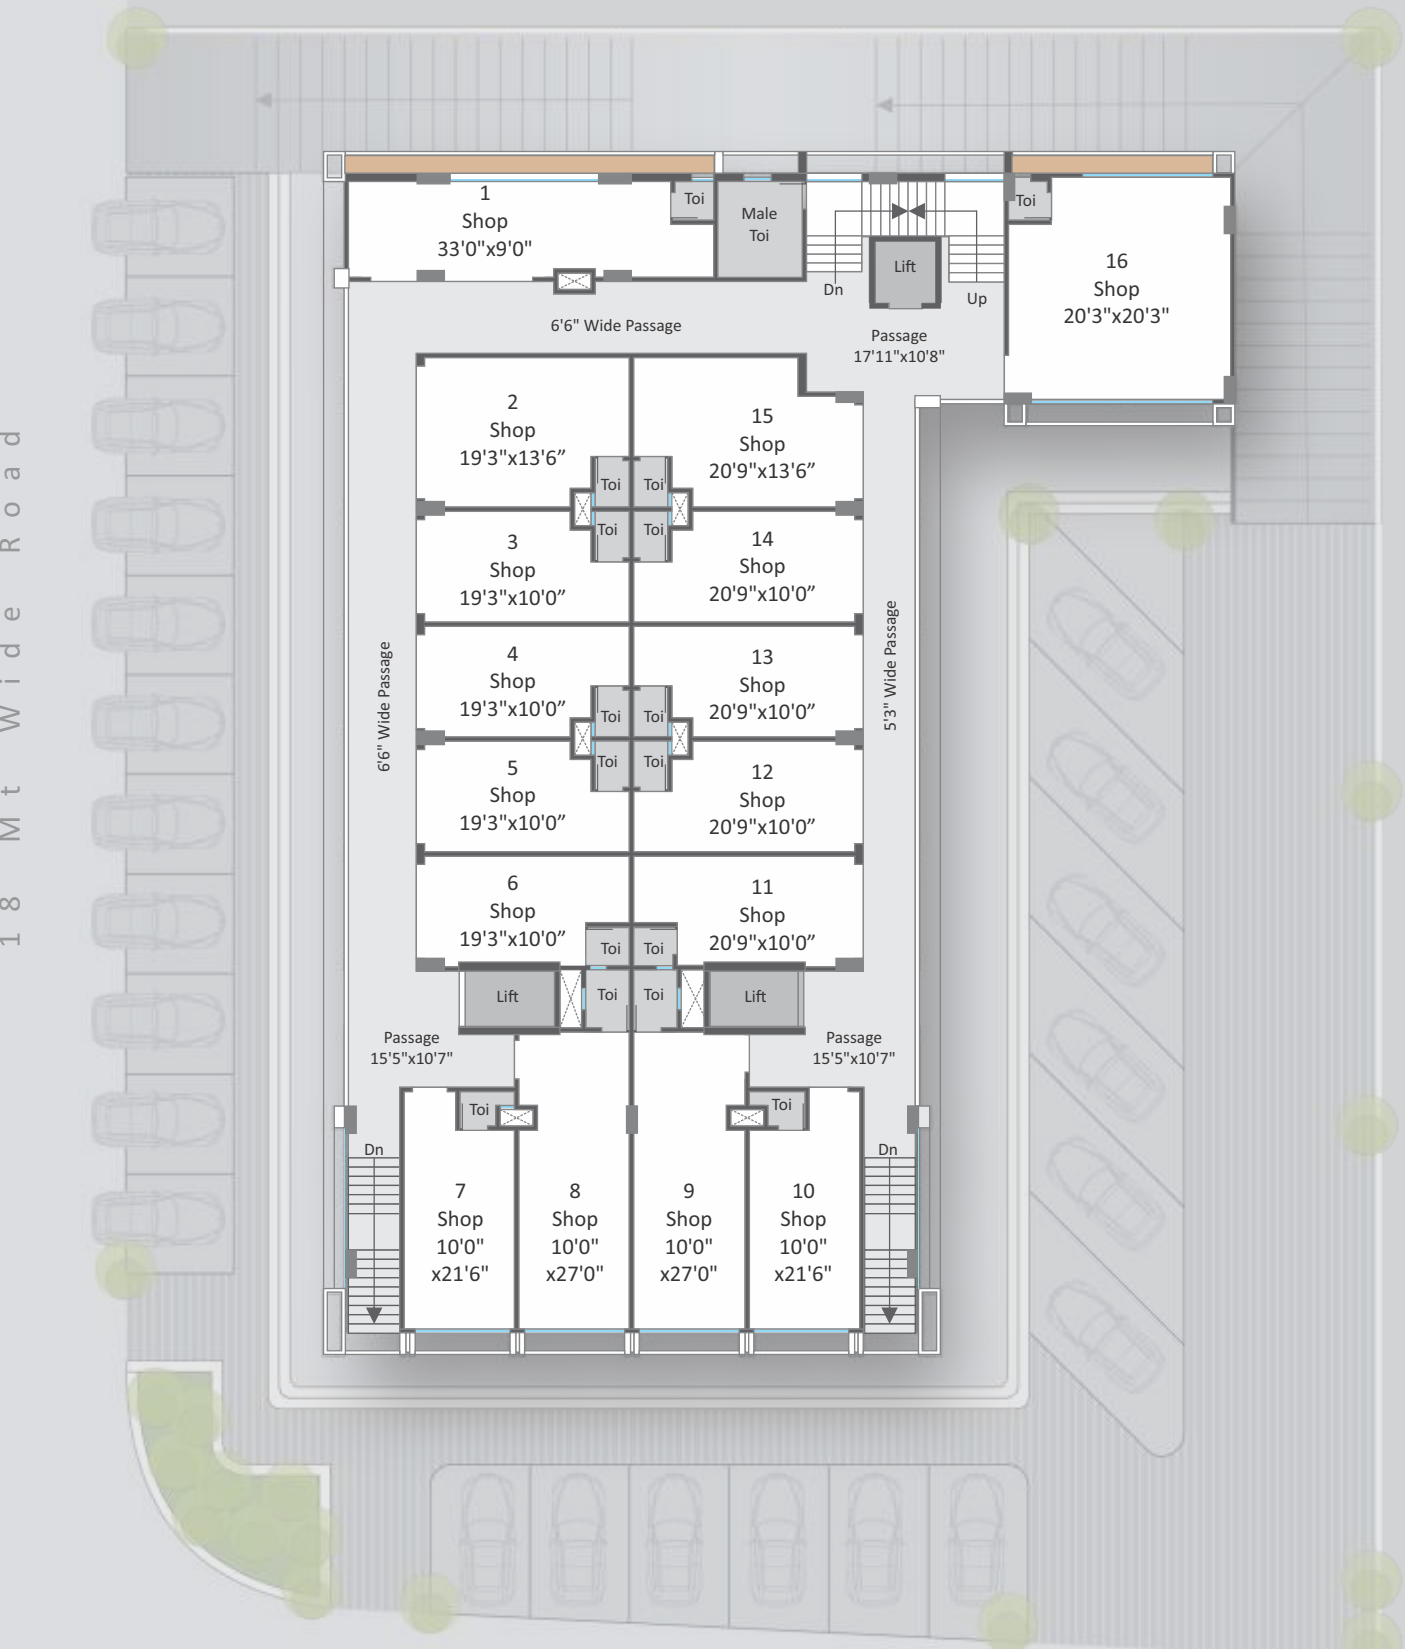 1
Shop
33'0"x9'0"
Toi
Male
Toi
Dn
Lift
Up
Toi
16
Shop
20'3"x20'3"
6'6" Wide Passage
Passage
17'11"x10'8"
2
Shop
19'3"x13'6”
Toi
Toi
15
Shop
20'9"x13'6”
3
Shop
19'3"x10'0”
Toi
Toi
14
Shop
20'9"x10'0”
4
Shop
19'3"x10'0”
Toi
Toi
13
Shop
20'9"x10'0”
5
Shop
19'3"x10'0”
Toi
Toi
12
Shop
20'9"x10'0”
6
Shop
19'3"x10'0”
Toi
Toi
11
Shop
20'9"x10'0”
18 Mt Wide Road
6'6" Wide Passage
5'3" Wide Passage
Lift
Toi
Toi
Lift
Passage
15'5"x10'7"
Passage
15'5"x10'7"
Toi
Toi
Dn
Dn
7
Shop
10'0"
x21'6"
8
Shop
10'0"
x27'0"
9
Shop
10'0"
x27'0"
10
Shop
10'0"
x21'6"